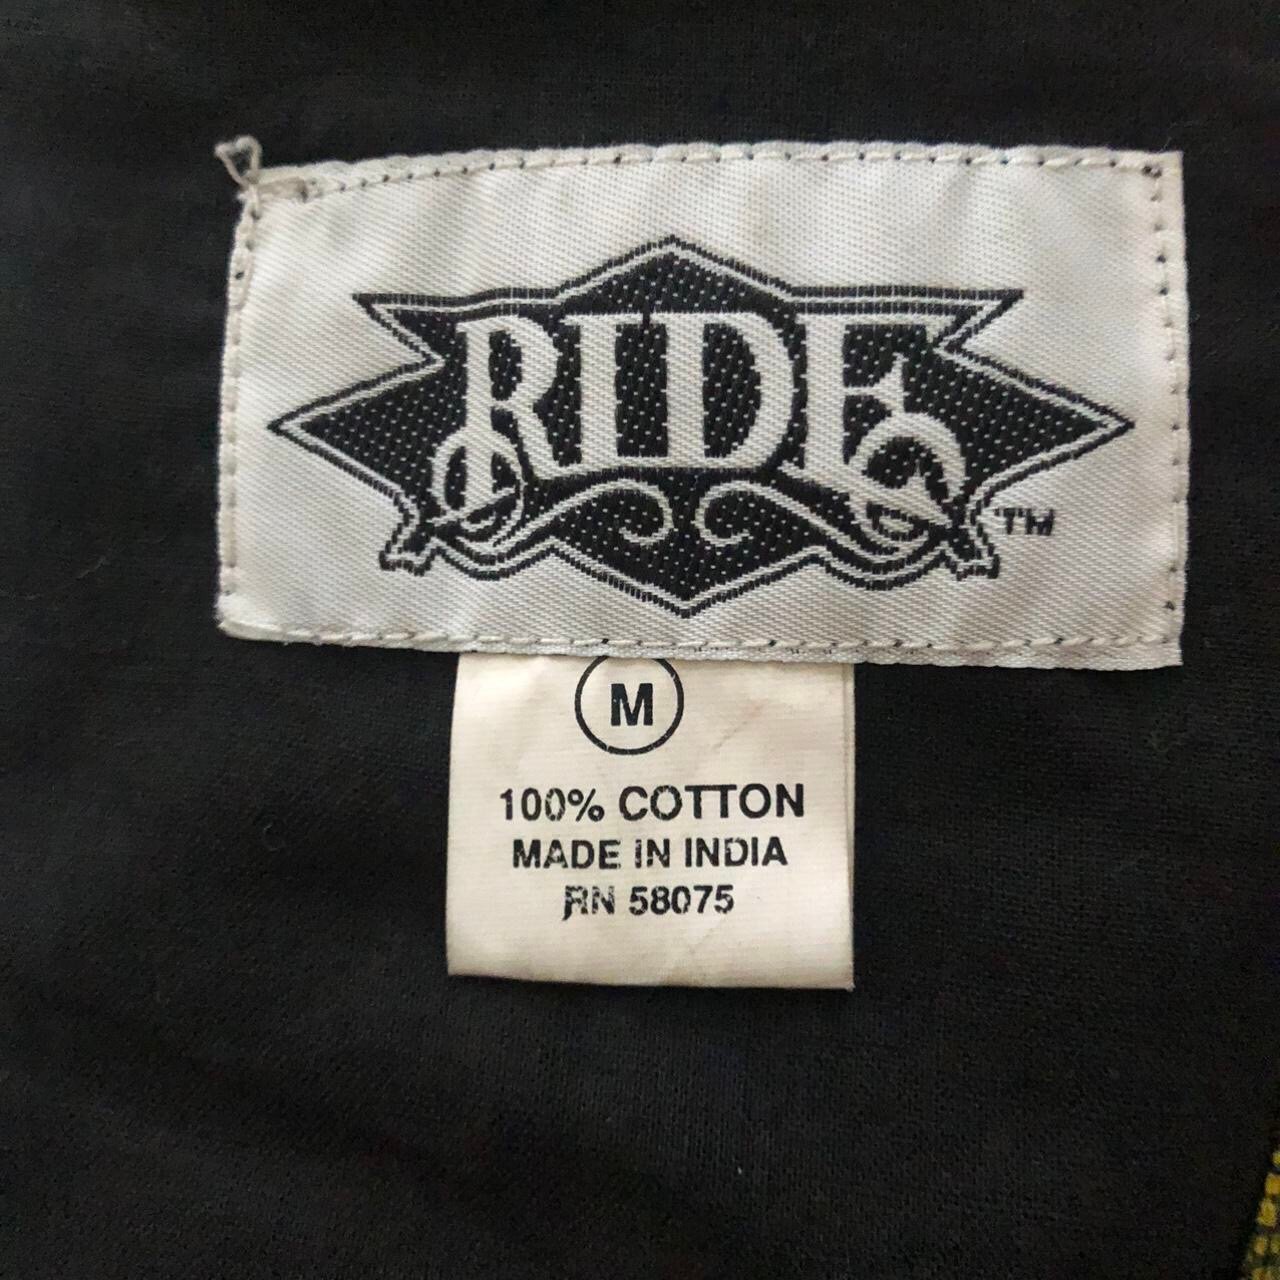 RIDE
TM
M
100% COTTON
MADE IN INDIA
RN 58075